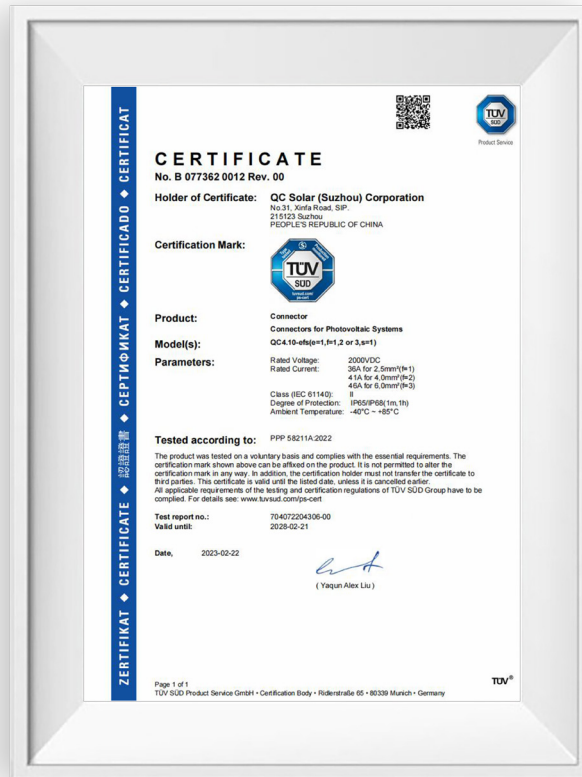 ZERTIFIKAT ◆ CERTIFICATE ◆ 認證證書 ◆ СЕРТИФИКАТ ◆ CERTIFICADO ◆ CERTIFICAT
TÜV
SÜD
Product Service
CERTIFICATE
No. B 077362 0012 Rev. 00
Holder of Certificate: QC Solar (Suzhou) Corporation
No.31, Xinfa Road, SIP.
215123 Suzhou
PEOPLE'S REPUBLIC OF CHINA
Certification Mark:
TÜV
SÜD
tuvsud.com/
ps-cert
Product: Connector
Connectors for Photovoltaic Systems
Model(s): QC4.10-efs(e=1,f=1,2 or 3,s=1)
Parameters: Rated Voltage: 2000VDC
Rated Current: 36A for 2,5mm²(f=1)
41A for 4,0mm²(f=2)
46A for 6,0mm²(f=3)
Class (IEC 61140): II
Degree of Protection: IP65/IP68(1m,1h)
Ambient Temperature: -40°C ~ +85°C
Tested according to: PPP 58211A:2022
The product was tested on a voluntary basis and complies with the essential requirements. The
certification mark shown above can be affixed on the product. It is not permitted to alter the
certification mark in any way. In addition, the certification holder must not transfer the certificate to
third parties. This certificate is valid until the listed date, unless it is cancelled earlier.
All applicable requirements of the testing and certification regulations of TÜV SÜD Group have to be
complied. For details see: www.tuvsud.com/ps-cert
Test report no.: 704072204306-00
Valid until: 2028-02-21
Date, 2023-02-22
( Yaqun Alex Liu )
Page 1 of 1
TÜV SÜD Product Service GmbH • Certification Body • Ridlerstraße 65 • 80339 Munich • Germany
TÜV®